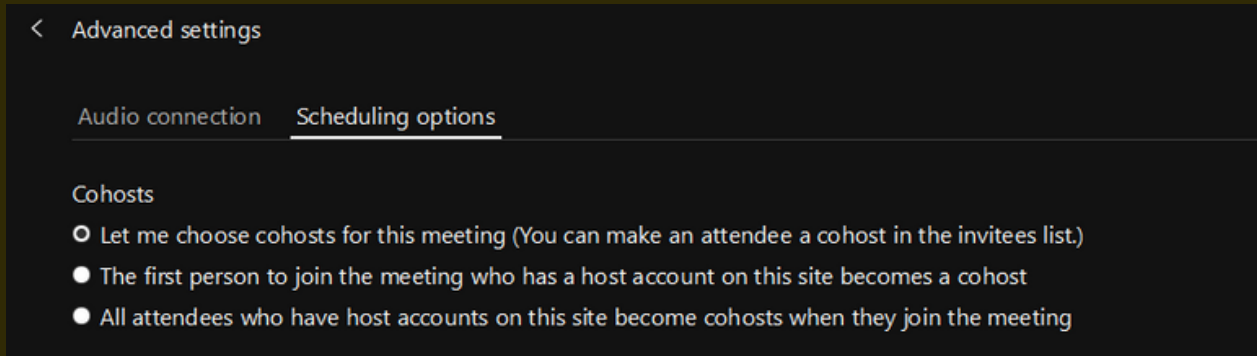 Advanced settings
Audio connection Scheduling options
Cohosts
Let me choose cohosts for this meeting (You can make an attendee a cohost in the invitees list.)
The first person to join the meeting who has a host account on this site becomes a cohost
All attendees who have host accounts on this site become cohosts when they join the meeting